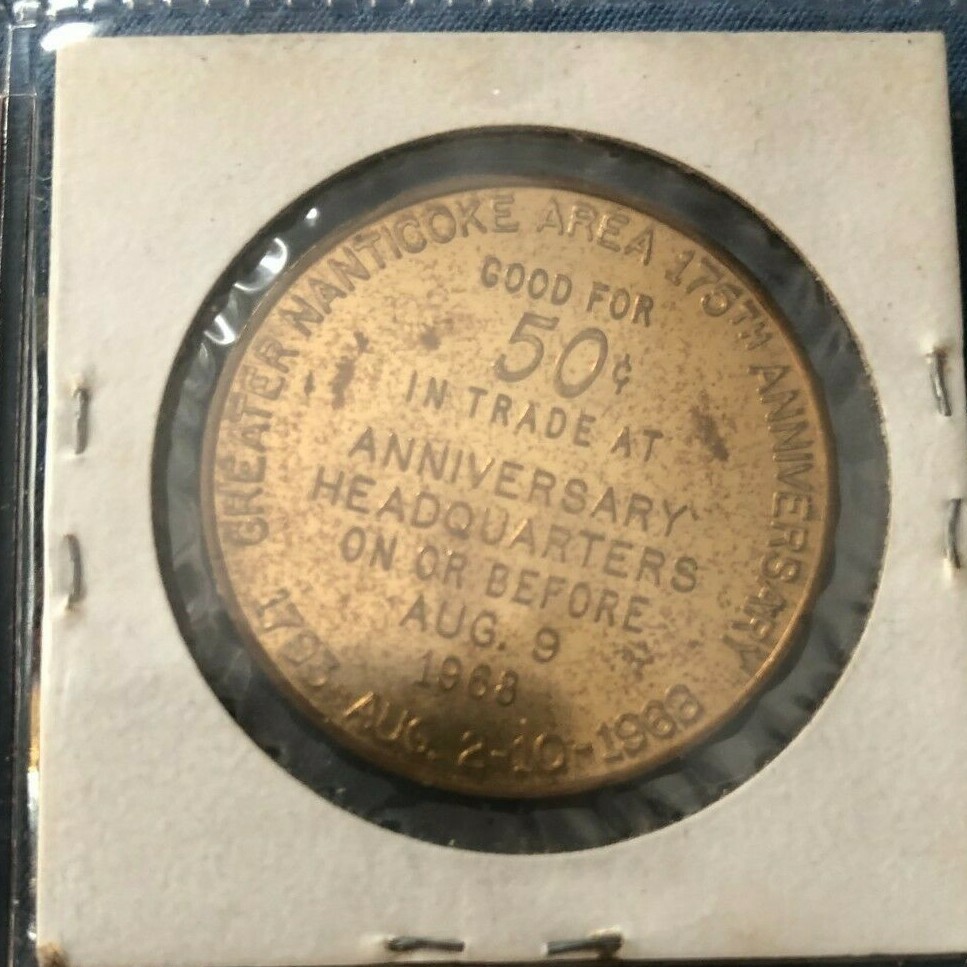 GREATER NANTICOKE AREA 175TH ANNIVERSARY
GOOD FOR
50¢
IN TRADE AT
ANNIVERSARY
HEADQUARTERS
ON OR BEFORE
AUG. 9
1968
1793 AUG. 2-10-1968